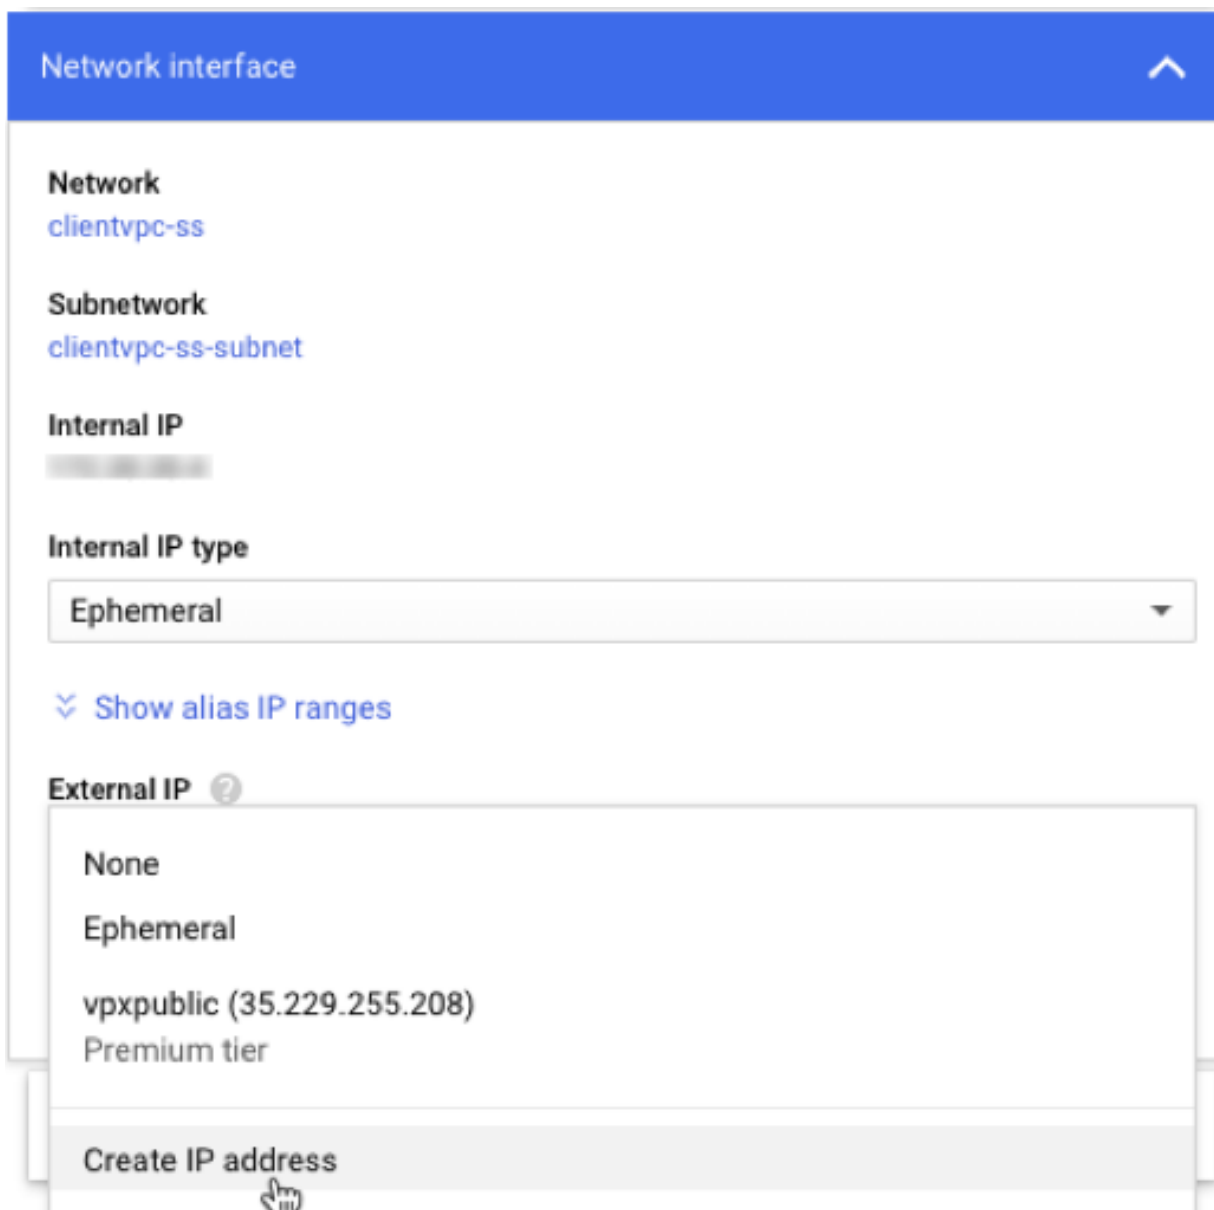 Network interface
Network
clientvpc-ss
Subnetwork
clientvpc-ss-subnet
Internal IP
Internal IP type
Ephemeral
Show alias IP ranges
External IP
None
Ephemeral
vpxpublic (35.229.255.208)
Premium tier
Create IP address